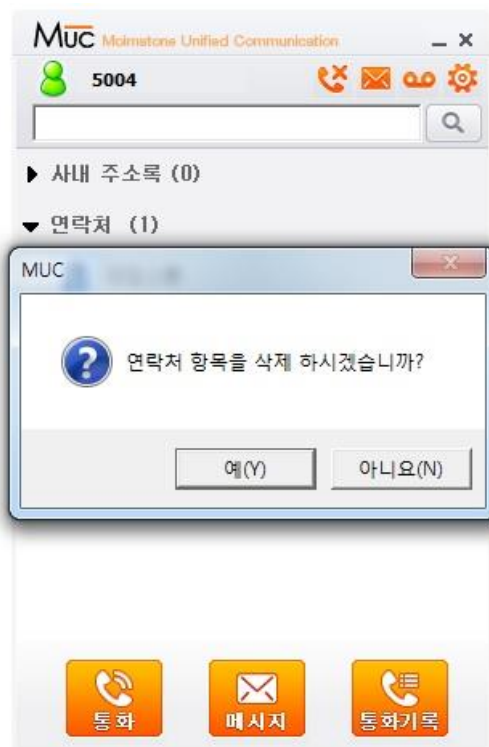 MUC Moimstone Unified Communication
5004
사내 주소록 (0)
연락처 (1)
MUC
연락처 항목을 삭제 하시겠습니까?
예(Y) 아니요(N)
통화 메시지 통화기록